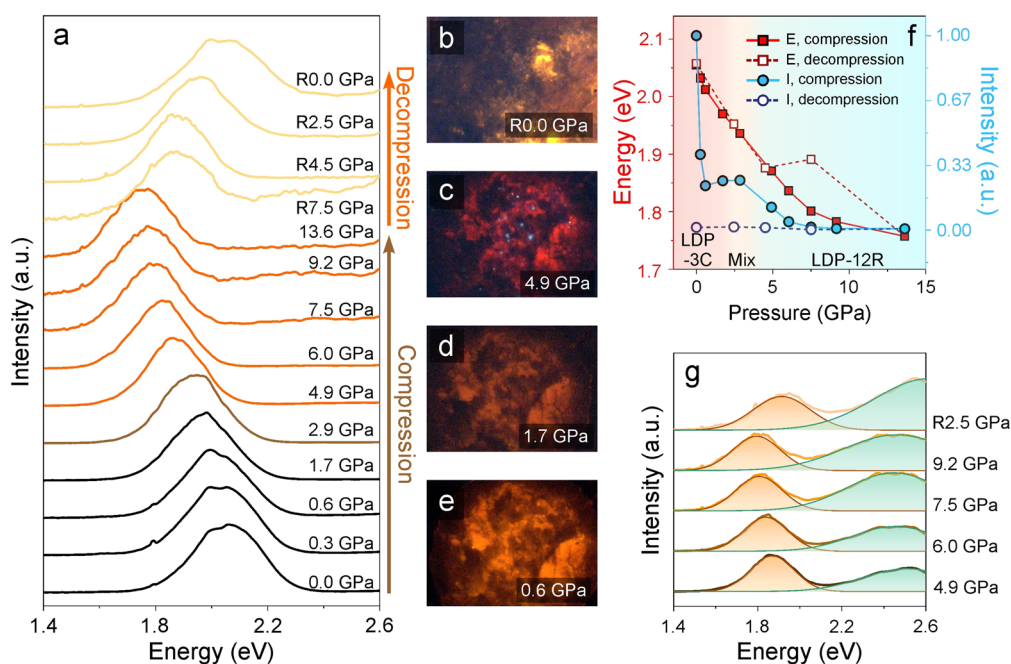 a
R0.0 GPa
R2.5 GPa
R4.5 GPa
R7.5 GPa
13.6 GPa
9.2 GPa
7.5 GPa
6.0 GPa
4.9 GPa
2.9 GPa
1.7 GPa
0.6 GPa
0.3 GPa
0.0 GPa
Decompression
Compression
Intensity (a.u.)
1.4 1.8 2.2 2.6
Energy (eV)
b
R0.0 GPa
c
4.9 GPa
d
1.7 GPa
e
0.6 GPa
f
E, compression
E, decompression
I, compression
I, decompression
2.1
2.0
1.9
1.8
1.7
Energy (eV)
1.00
0.67
0.33
0.00
Intensity (a.u.)
LDP
-3C
Mix
LDP-12R
0 5 10 15
Pressure (GPa)
g
R2.5 GPa
9.2 GPa
7.5 GPa
6.0 GPa
4.9 GPa
Intensity (a.u.)
1.4 1.8 2.2 2.6
Energy (eV)